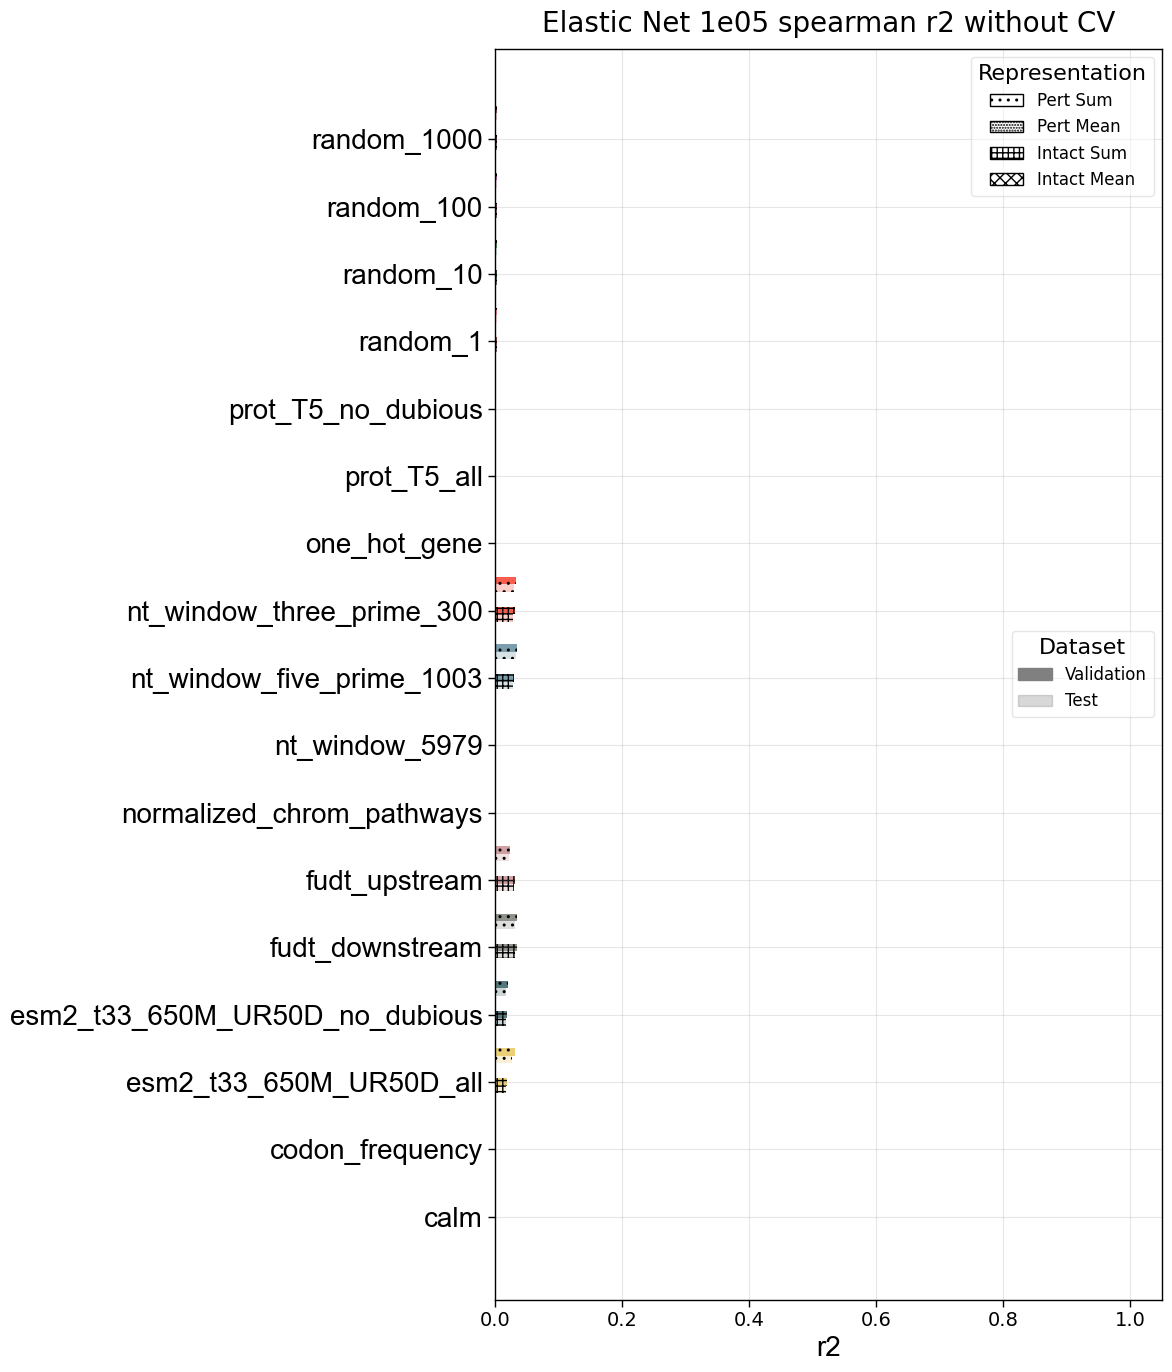 Elastic Net 1e05 spearman r2 without CV
Representation
Pert Sum
Pert Mean
Intact Sum
Intact Mean
random_1000
random_100
random_10
random_1
prot_T5_no_dubious
prot_T5_all
one_hot_gene
nt_window_three_prime_300
nt_window_five_prime_1003
nt_window_5979
normalized_chrom_pathways
fudt_upstream
fudt_downstream
esm2_t33_650M_UR50D_no_dubious
esm2_t33_650M_UR50D_all
codon_frequency
calm
Dataset
Validation
Test
0.0 0.2 0.4 0.6 0.8 1.0
r2